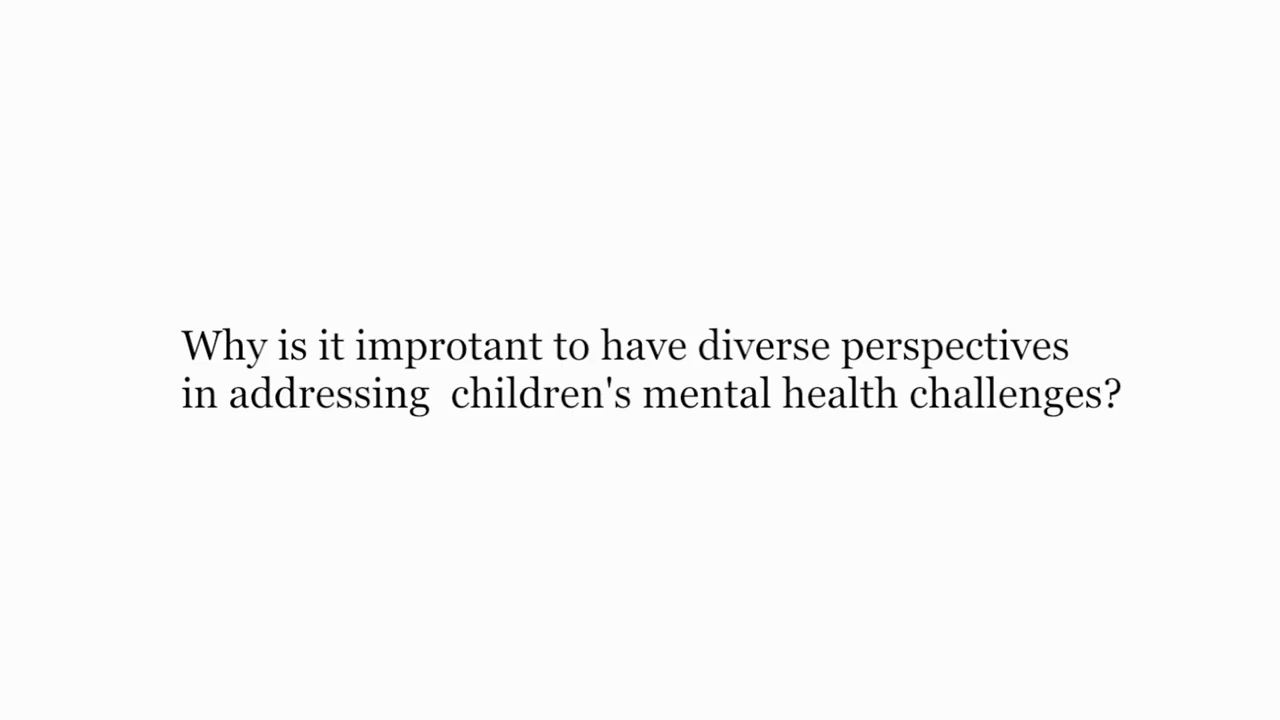 Why is it improtant to have diverse perspectives
in addressing  children's mental health challenges?